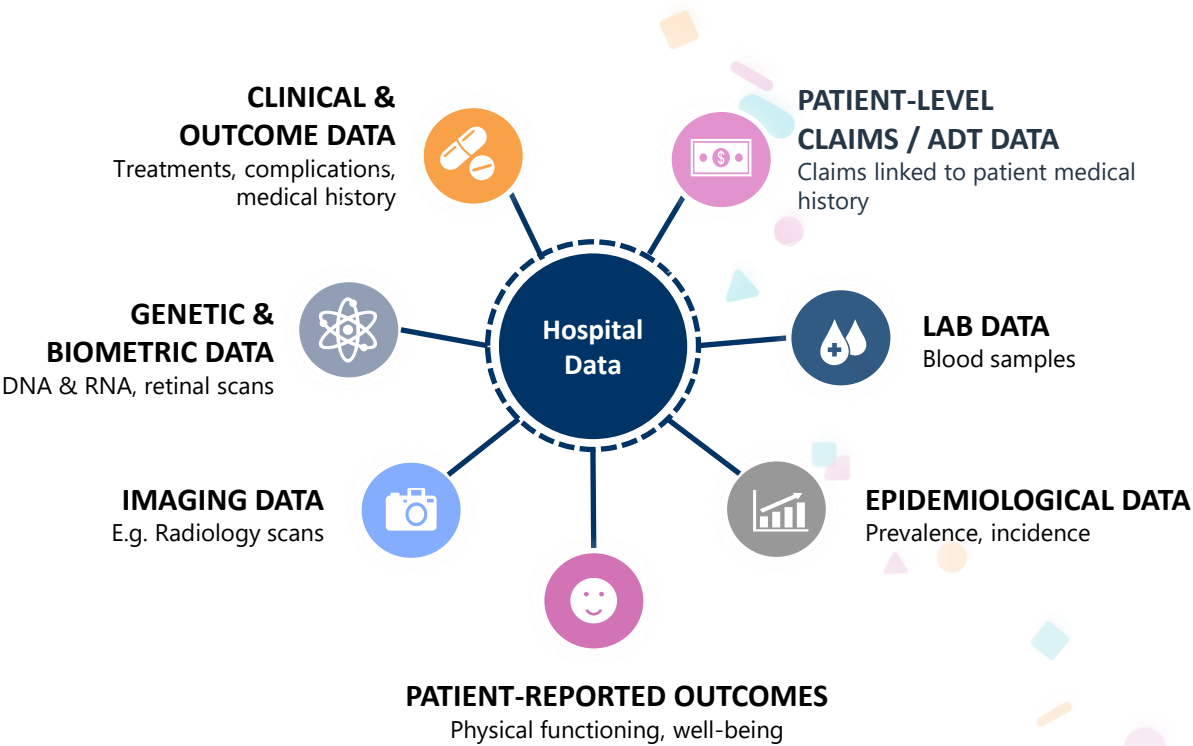 CLINICAL &
OUTCOME DATA
Treatments, complications,
medical history
PATIENT-LEVEL
CLAIMS / ADT DATA
Claims linked to patient medical
history
GENETIC &
BIOMETRIC DATA
DNA & RNA, retinal scans
Hospital
Data
LAB DATA
Blood samples
IMAGING DATA
E.g. Radiology scans
EPIDEMIOLOGICAL DATA
Prevalence, incidence
PATIENT-REPORTED OUTCOMES
Physical functioning, well-being